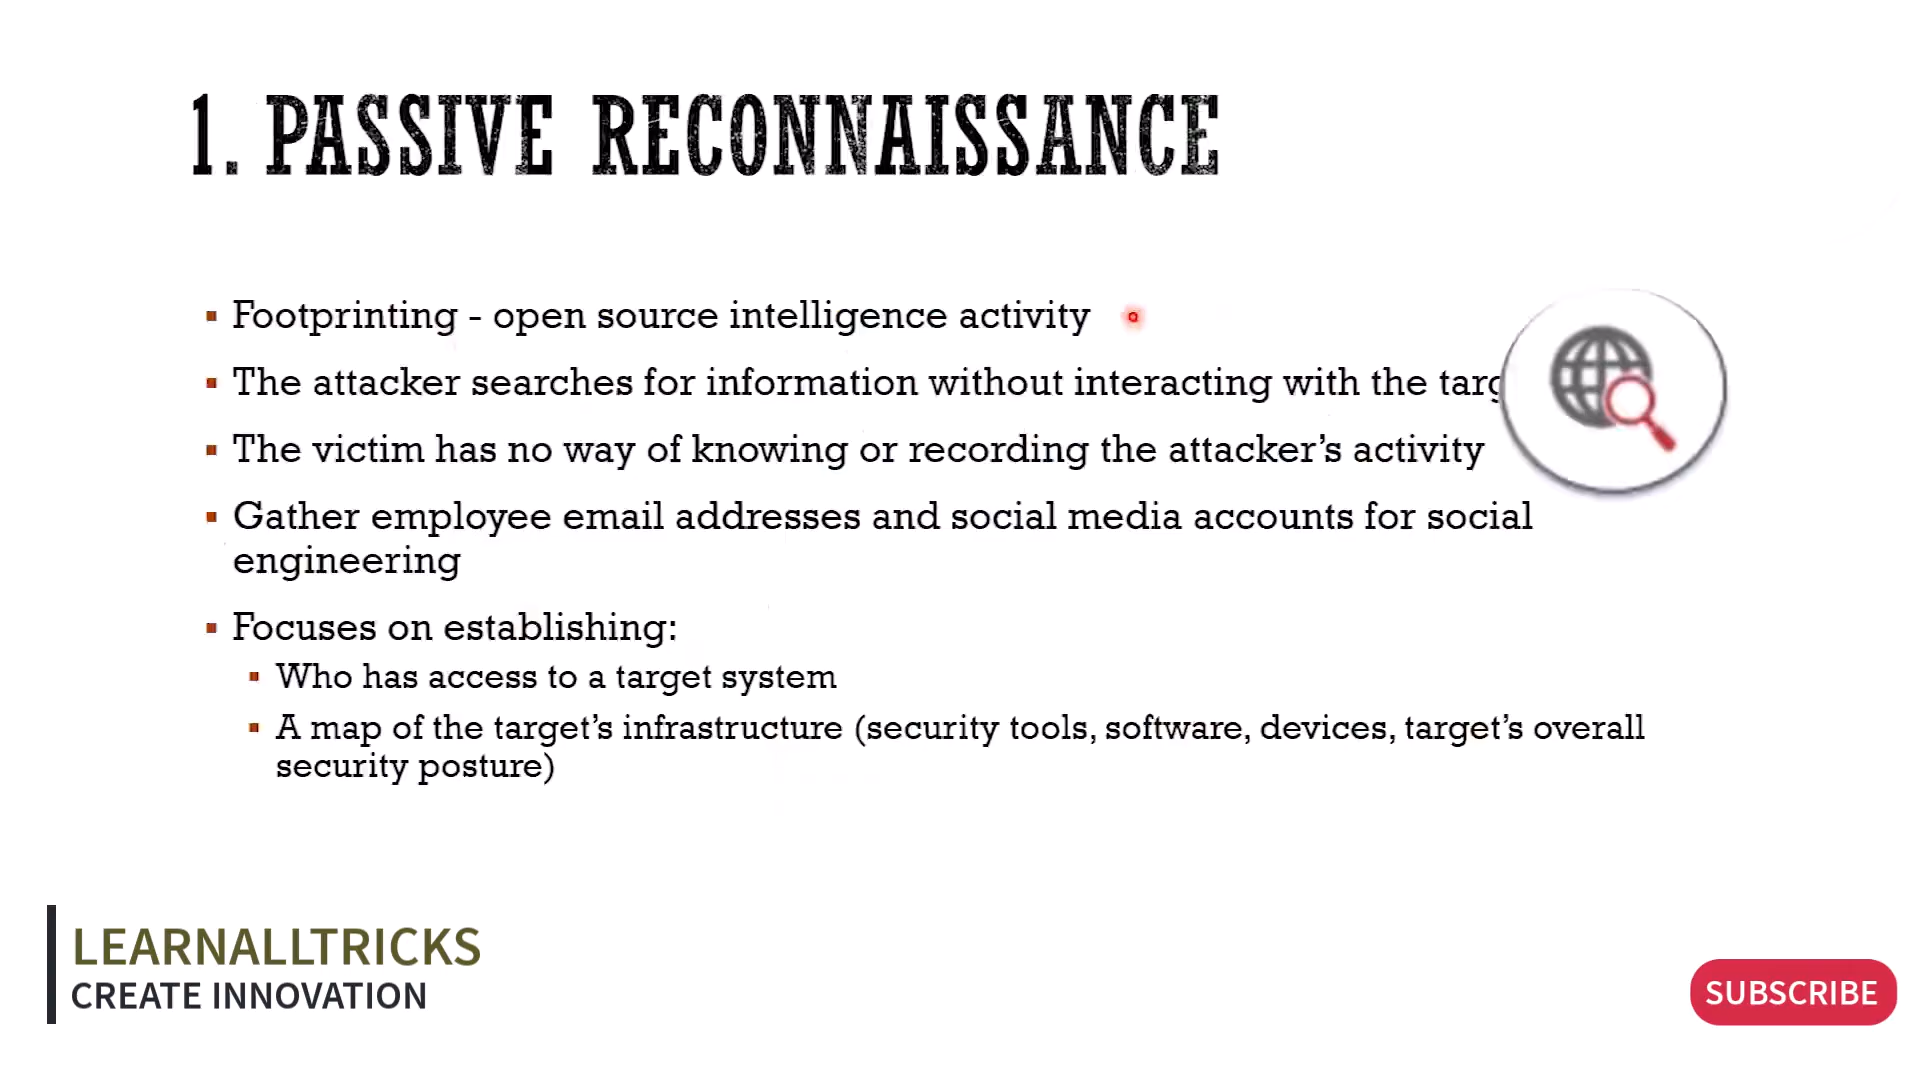 1. PASSIVE RECONNAISSANCE
Footprinting - open source intelligence activity
The attacker searches for information without interacting with the
The victim has no way of knowing or recording the attacker's activity
Gather employee email addresses and social media accounts for social
engineering
Focuses on establishing:
Who has access to a target system
A map of the target's infrastructure (security tools, software, devices, target's overall
security posture)
LEARNALLTRICKS
CREATE INNOVATION
SUBSCRIBE